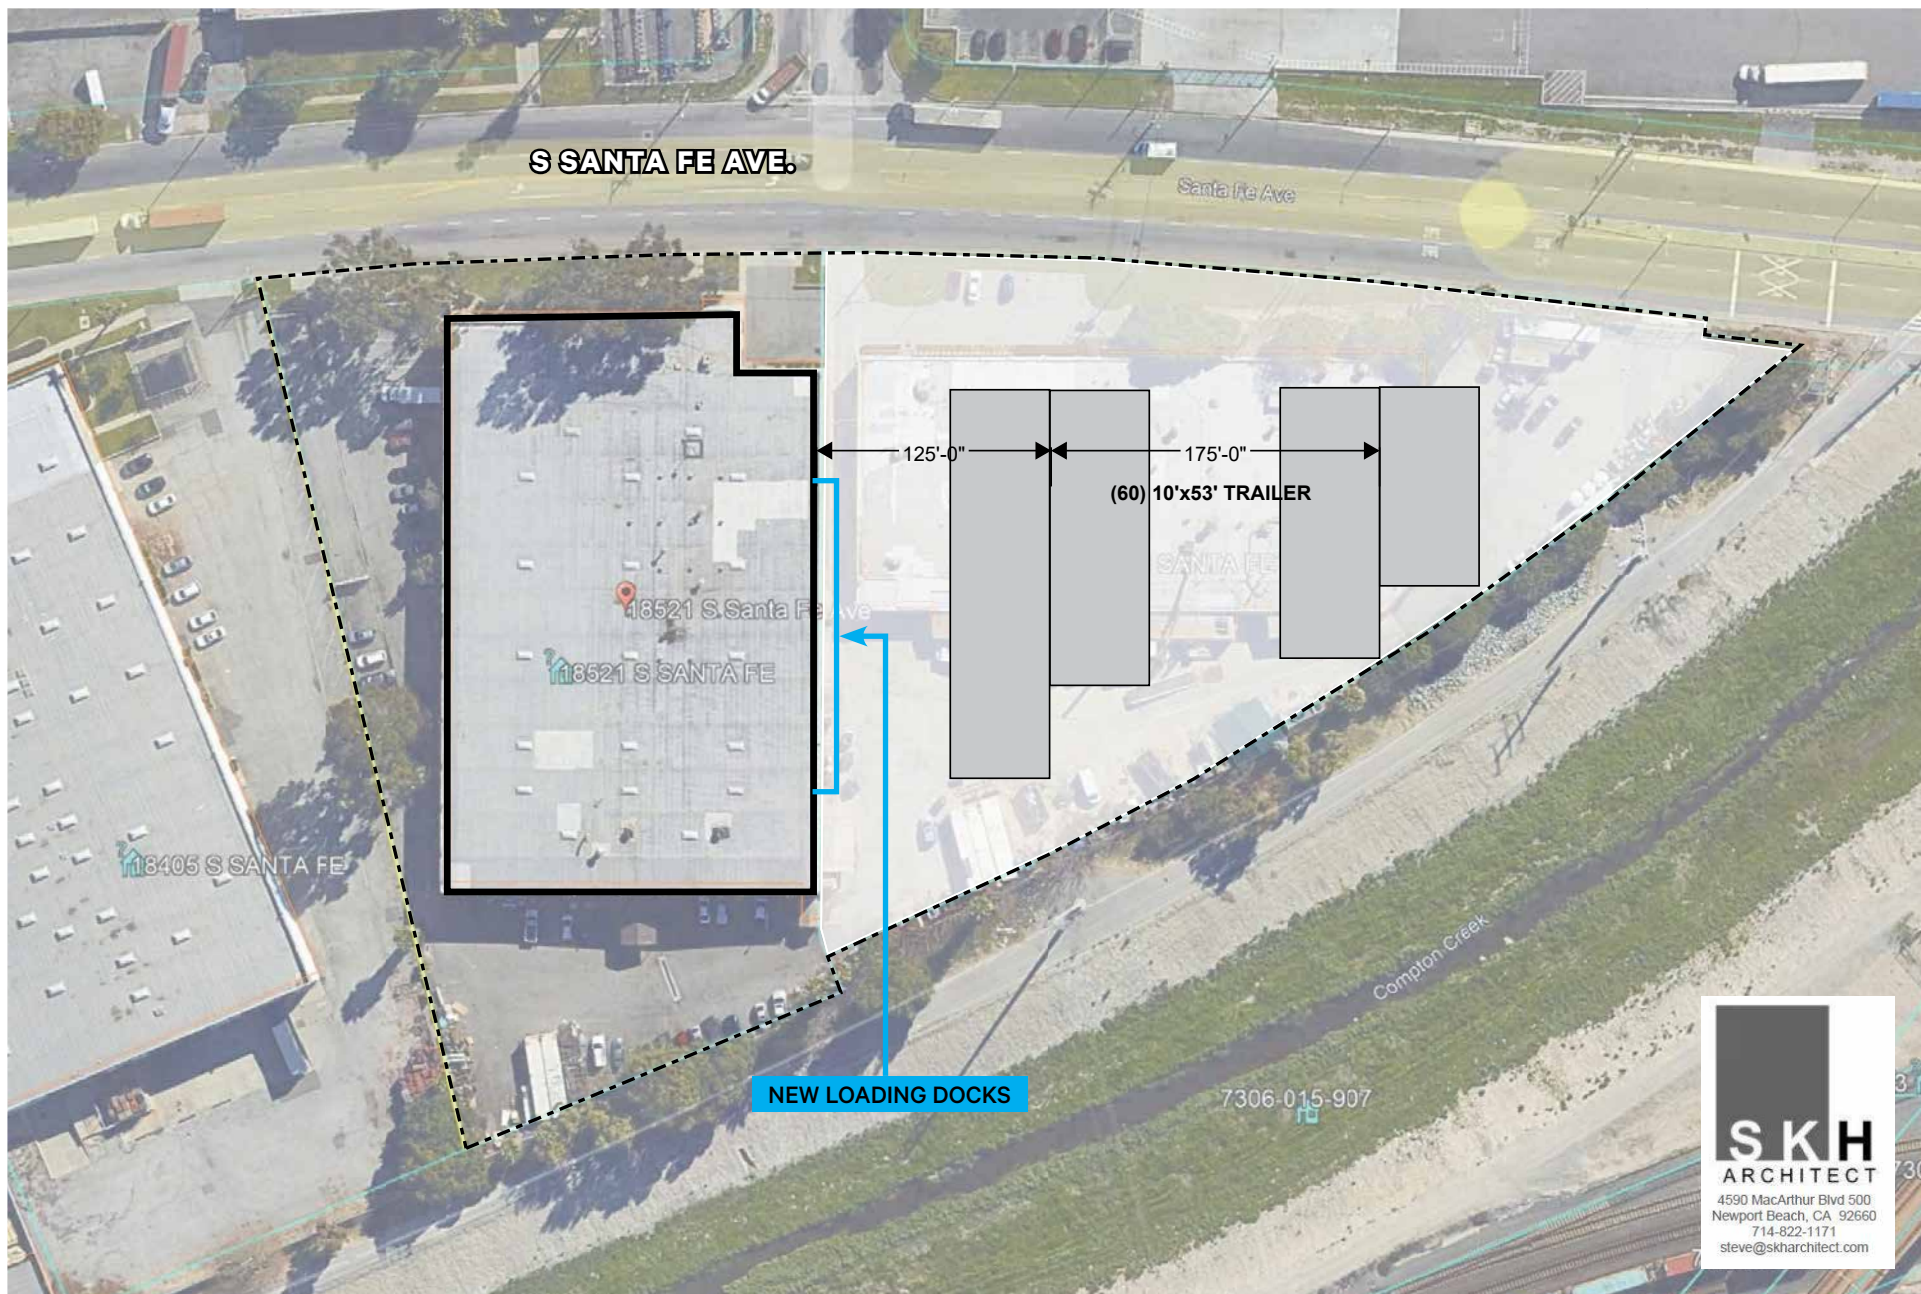 S SANTA FE AVE.
Santa Fe Ave
125'-0"
175'-0"
(60) 10'x53' TRAILER
SANTA FE
18521 S Santa Fe Ave
18521 S SANTA FE
18405 S SANTA FE
Compton Creek
NEW LOADING DOCKS
7306-015-907
SKH
ARCHITECT
4590 MacArthur Blvd 500
Newport Beach, CA 92660
714-822-1171
steve@skharchitect.com